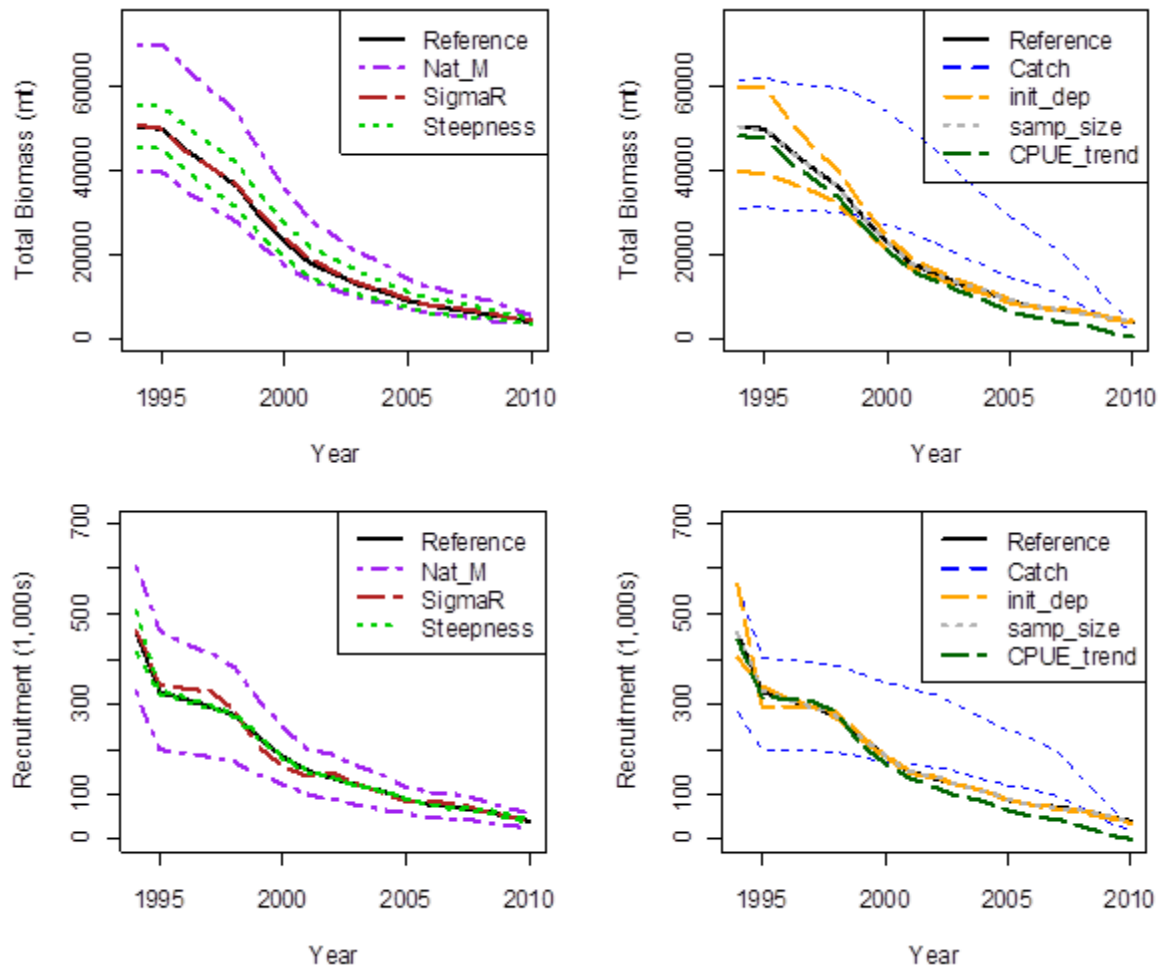 Total Biomass (mt)
60000
40000
20000
0
1995
2000
2005
2010
Year
Reference
Nat_M
SigmaR
Steepness
Total Biomass (mt)
60000
40000
20000
0
1995
2000
2005
2010
Year
Reference
Catch
init_dep
samp_size
CPUE_trend
Recruitment (1,000s)
700
500
300
100
0
1995
2000
2005
2010
Year
Reference
Nat_M
SigmaR
Steepness
Recruitment (1,000s)
700
500
300
100
0
1995
2000
2005
2010
Year
Reference
Catch
init_dep
samp_size
CPUE_trend